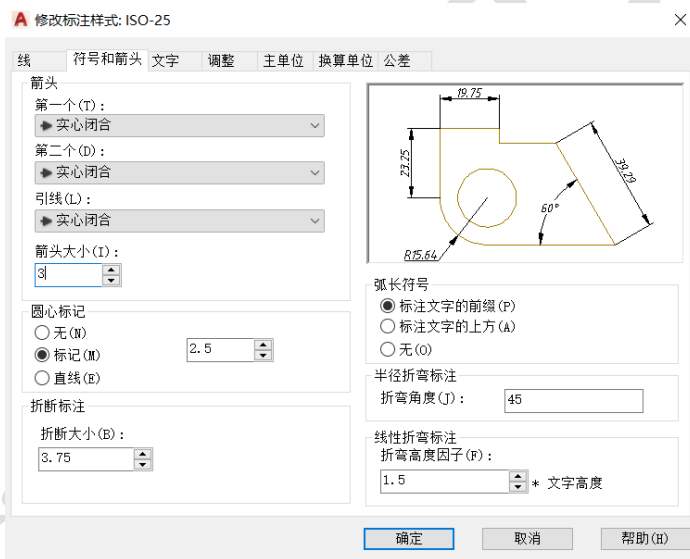 修改标注样式: ISO-25
线 符号和箭头 文字 调整 主单位 换算单位 公差
箭头
第一个(T):
实心闭合
第二个(D):
实心闭合
引线(L):
实心闭合
箭头大小(I):
3
圆心标记
无(N)
标记(M)
2.5
直线(E)
折断标注
折断大小(B):
3.75
19.75
23.25
39.29
60°
R15.64
弧长符号
标注文字的前缀(P)
标注文字的上方(A)
无(O)
半径折弯标注
折弯角度(J): 45
线性折弯标注
折弯高度因子(F):
1.5 * 文字高度
确定 取消 帮助(H)